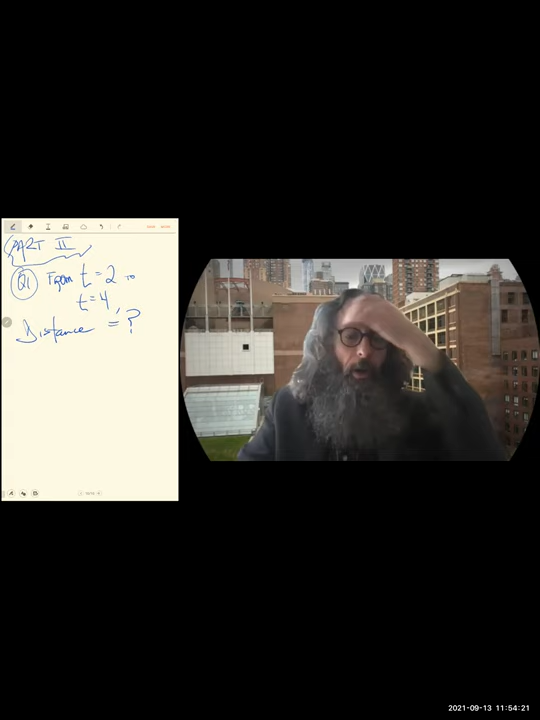 PART II
Q1 From t = 2 to
t = 4,
Distance = ?
2021-09-13 11:54:21